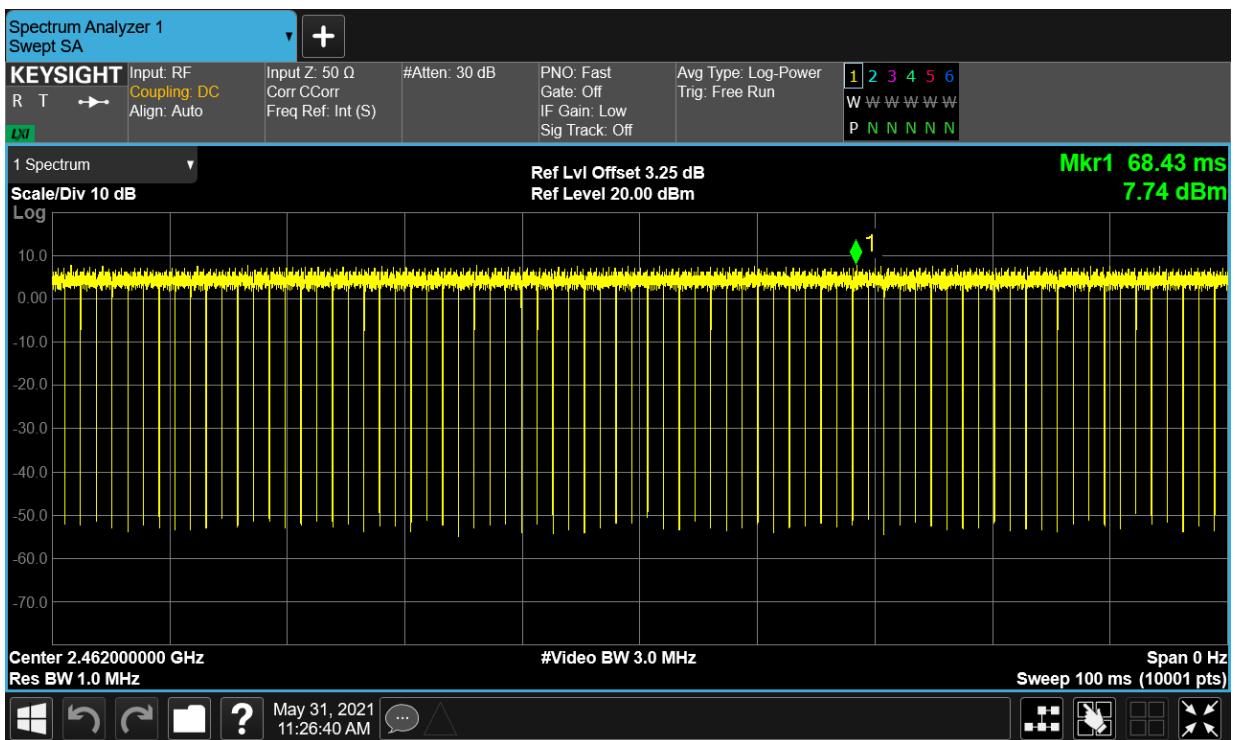 Spectrum Analyzer 1
Swept SA
KEYSIGHT
R T
LXI
Input: RF
Coupling: DC
Align: Auto
Input Z: 50 Ω
Corr CCorr
Freq Ref: Int (S)
#Atten: 30 dB
PNO: Fast
Gate: Off
IF Gain: Low
Sig Track: Off
Avg Type: Log-Power
Trig: Free Run
1 2 3 4 5 6
W W W W W W
P N N N N N
1 Spectrum
Scale/Div 10 dB
Log
Ref Lvl Offset 3.25 dB
Ref Level 20.00 dBm
Mkr1 68.43 ms
7.74 dBm
1
10.0
0.00
-10.0
-20.0
-30.0
-40.0
-50.0
-60.0
-70.0
Center 2.462000000 GHz
Res BW 1.0 MHz
#Video BW 3.0 MHz
Span 0 Hz
Sweep 100 ms (10001 pts)
?
May 31, 2021
11:26:40 AM